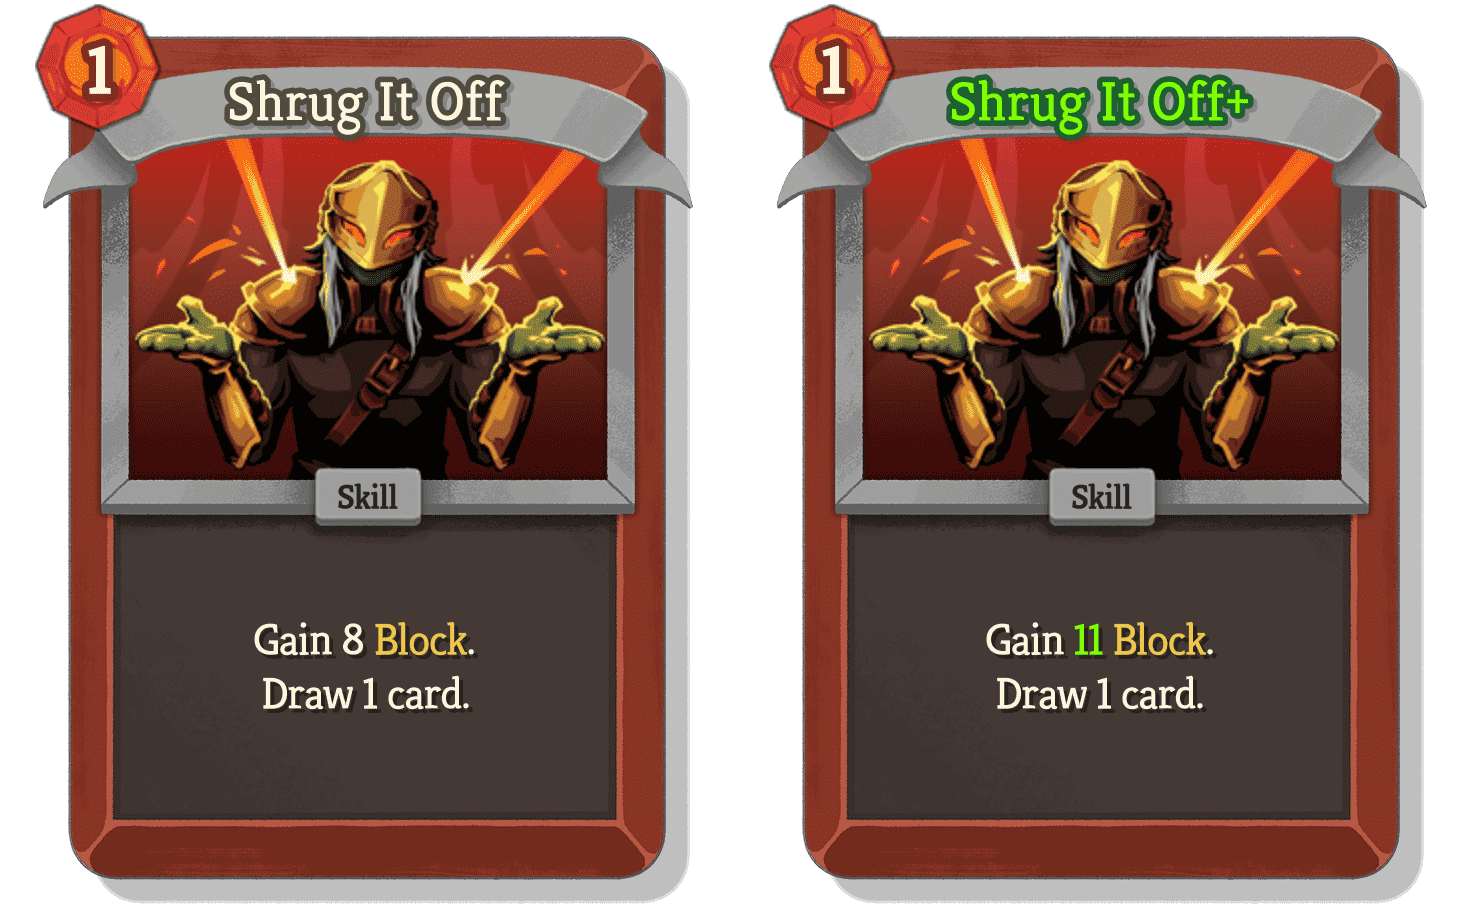 1
Shrug It Off
Skill
Gain 8 Block.
Draw 1 card.
1
Shrug It Off+
Skill
Gain 11 Block.
Draw 1 card.